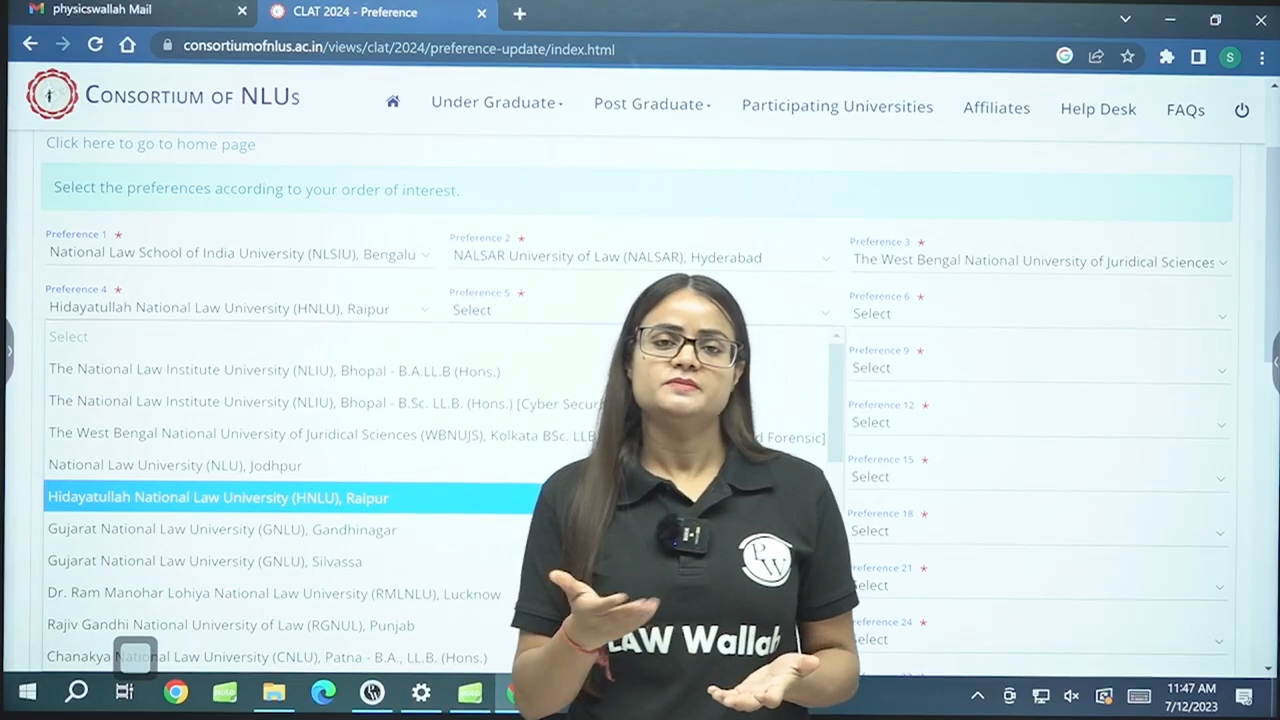 physicswallah Mail
CLAT 2024 - Preference
consortiumofnlus.ac.in/views/clat/2024/preference-update/index.html
S
CONSORTIUM OF NLUS
Under Graduate
Post Graduate
Participating Universities
Affiliates
Help Desk
FAQs
Click here to go to home page
Select the preferences according to your order of interest.
Preference 1 *
National Law School of India University (NLSIU), Bengalu
Preference 2 *
NALSAR University of Law (NALSAR), Hyderabad
Preference 3 *
The West Bengal National University of Juridical Sciences
Preference 4 *
Hidayatullah National Law University (HNLU), Raipur
Preference 5 *
Select
Preference 6 *
Select
Select
The National Law Institute University (NLIU), Bhopal - B.A.LL.B (Hons.)
The National Law Institute University (NLIU), Bhopal - B.Sc. LL.B. (Hons.) [Cyber Secur
The West Bengal National University of Juridical Sciences (WBNUJS), Kolkata BSc. LLB
d Forensic]
National Law University (NLU), Jodhpur
Hidayatullah National Law University (HNLU), Raipur
Gujarat National Law University (GNLU), Gandhinagar
Gujarat National Law University (GNLU), Silvassa
Dr. Ram Manohar Lohiya National Law University (RMLNLU), Lucknow
Rajiv Gandhi National University of Law (RGNUL), Punjab
Chanakya National Law University (CNLU), Patna - B.A., LL.B. (Hons.)
Preference 9 *
Select
Preference 12 *
Select
Preference 15 *
Select
Preference 18 *
Select
reference 21 *
elect
reference 24 *
elect
PW
LAW Wallah
11:47 AM
7/12/2023